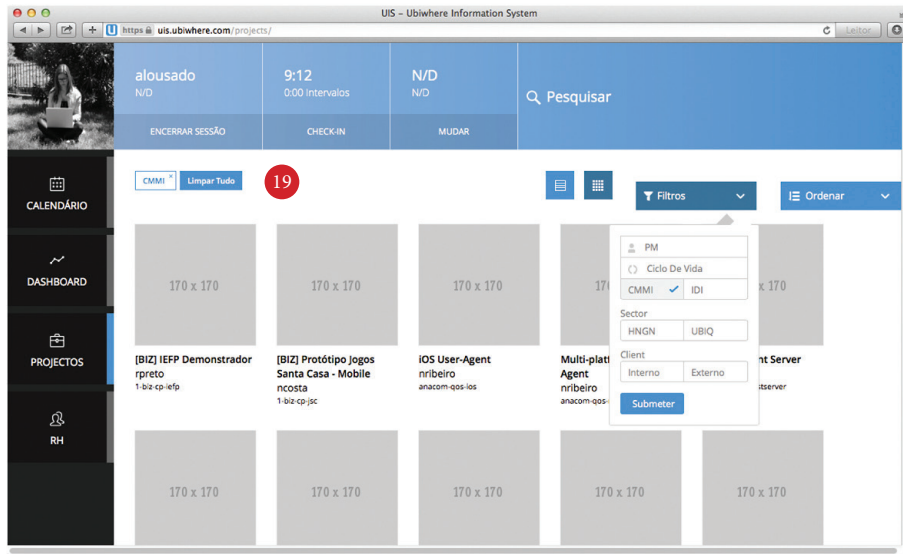 UIS – Ubiwhere Information System
https uis.ubiwhere.com/projects/
Leitor
alousado
N/D
ENCERRAR SESSÃO
9:12
0:00 Intervalos
CHECK-IN
N/D
N/D
MUDAR
Pesquisar
CALENDÁRIO
DASHBOARD
PROJECTOS
RH
CMMI ×
Limpar Tudo
19
Filtros
Ordenar
PM
Ciclo De Vida
CMMI
IDI
Sector
HNGN
UBIQ
Client
Interno
Externo
Submeter
170 x 170
[BIZ] IEFP Demonstrador
rpreto
1-biz-cp-iefp
170 x 170
[BIZ] Protótipo Jogos
Santa Casa - Mobile
ncosta
1-biz-cp-jsc
170 x 170
iOS User-Agent
nribeiro
anacom-qos-ios
Agent
nribeiro
x 170
Server
170 x 170
170 x 170
170 x 170
170 x 170
170 x 170